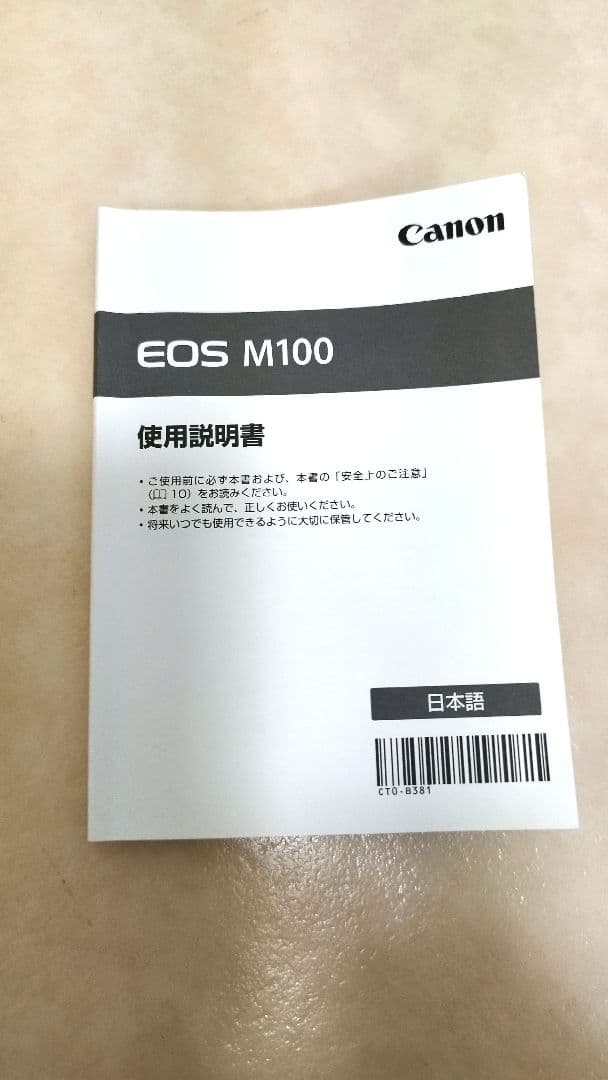 Canon
EOS M100
使用説明書
・ご使用前に必ず本書および、本書の「安全上のご注意」
（📖10）をお読みください。
・本書をよく読んで、正しくお使いください。
・将来いつでも使用できるように大切に保管してください。
日本語
CT0-B381